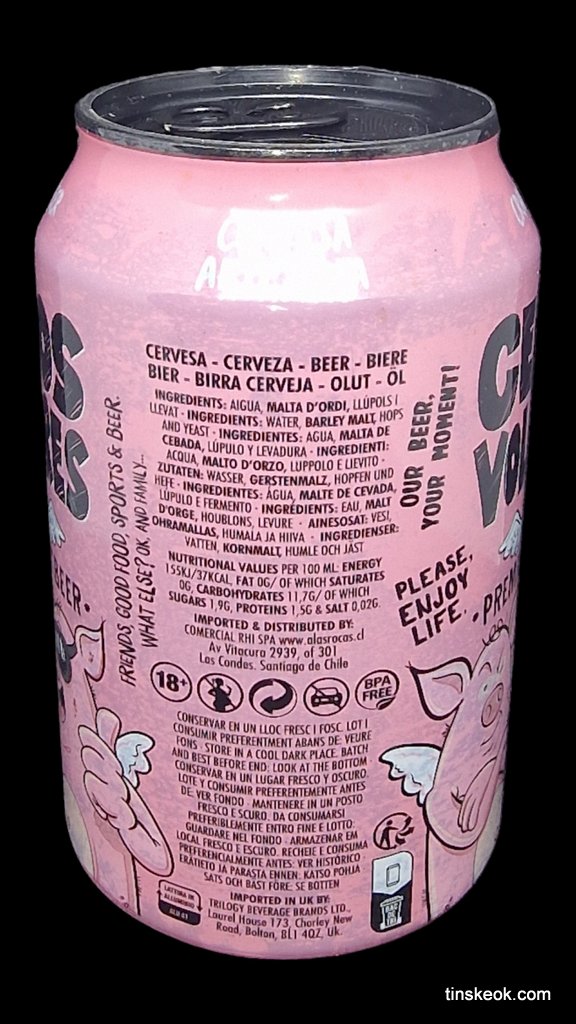 CERVESA - CERVEZA - BEER - BIERE
BIER - BIRRA CERVEJA - OLUT - ÖL
INGREDIENTS: AIGUA, MALTA D'ORDI, LLÚPOLS I
LLEVAT · INGREDIENTS: WATER, BARLEY MALT, HOPS
AND YEAST · INGREDIENTES: AGUA, MALTA DE
CEBADA, LÚPULO Y LEVADURA · INGREDIENTI:
ACQUA, MALTO D'ORZO, LUPPOLO E LIEVITO ·
ZUTATEN: WASSER, GERSTENMALZ, HOPFEN UND
HEFE · INGREDIENTES: ÁGUA, MALTE DE CEVADA,
LÚPULO E FERMENTO · INGRÉDIENTS: EAU, MALT
D'ORGE, HOUBLONS, LEVURE · AINESOSAT: VESI,
OHRAMALLAS, HUMALA JA HIIVA · INGREDIENSER:
VATTEN, KORNMALT, HUMLE OCH JÄST
NUTRITIONAL VALUES PER 100 ML: ENERGY
155KJ/37KCAL, FAT 0G/ OF WHICH SATURATES
0G, CARBOHYDRATES 11,7G/ OF WHICH
SUGARS 1,9G, PROTEINS 1,5G & SALT 0,02G.
IMPORTED & DISTRIBUTED BY:
COMERCIAL RHI SPA www.alasrocas.cl
Av Vitacura 2939, of 301
Las Condes. Santiago de Chile
18+
BPA
FREE
CONSERVAR EN UN LLOC FRESC I FOSC. LOT I
CONSUMIR PREFERENTMENT ABANS DE: VEURE
FONS · STORE IN A COOL DARK PLACE. BATCH
AND BEST BEFORE END: LOOK AT THE BOTTOM ·
CONSERVAR EN UN LUGAR FRESCO Y OSCURO.
LOTE Y CONSUMIR PREFERENTEMENTE ANTES
DE: VER FONDO · MANTENERE IN UN POSTO
FRESCO E SCURO. DA CONSUMARSI
PREFERIBILMENTE ENTRO FINE E LOTTO:
GUARDARE NEL FONDO · ARMAZENAR EM
LOCAL FRESCO E ESCURO. RECHEIE E CONSUMA
PREFERENCIALMENTE ANTES: VER HISTÓRICO ·
ERÄTIETO JA PARASTA ENNEN: KATSO POHJA
SATS OCH BAST FÖRE: SE BOTTEN
IMPORTED IN UK BY:
TRILOGY BEVERAGE BRANDS LTD.,
Laurel House 173, Chorley New
Road, Bolton, BL1 4QZ, Uk.
LATTINA IN
ALLUMINIO
ALU 41
BAC
DE TRI
FRIENDS, GOOD FOOD, SPORTS & BEER.
WHAT ELSE? OK, AND FAMILY...
OUR BEER,
YOUR MOMENT!
PLEASE,
ENJOY
LIFE.
BEER ·
tinskeok.com